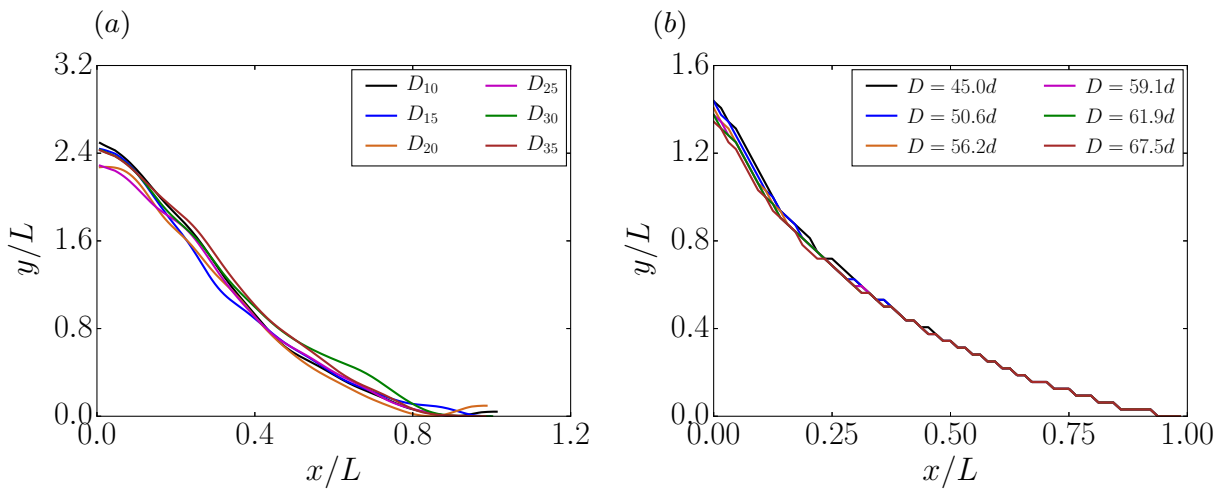 (a)
y/L
3.2
2.4
1.6
0.8
0.0
D10 D25
D15 D30
D20 D35
0.0 0.4 0.8 1.2
x/L
(b)
y/L
1.6
1.2
0.8
0.4
0.0
D = 45.0d D = 59.1d
D = 50.6d D = 61.9d
D = 56.2d D = 67.5d
0.00 0.25 0.50 0.75 1.00
x/L